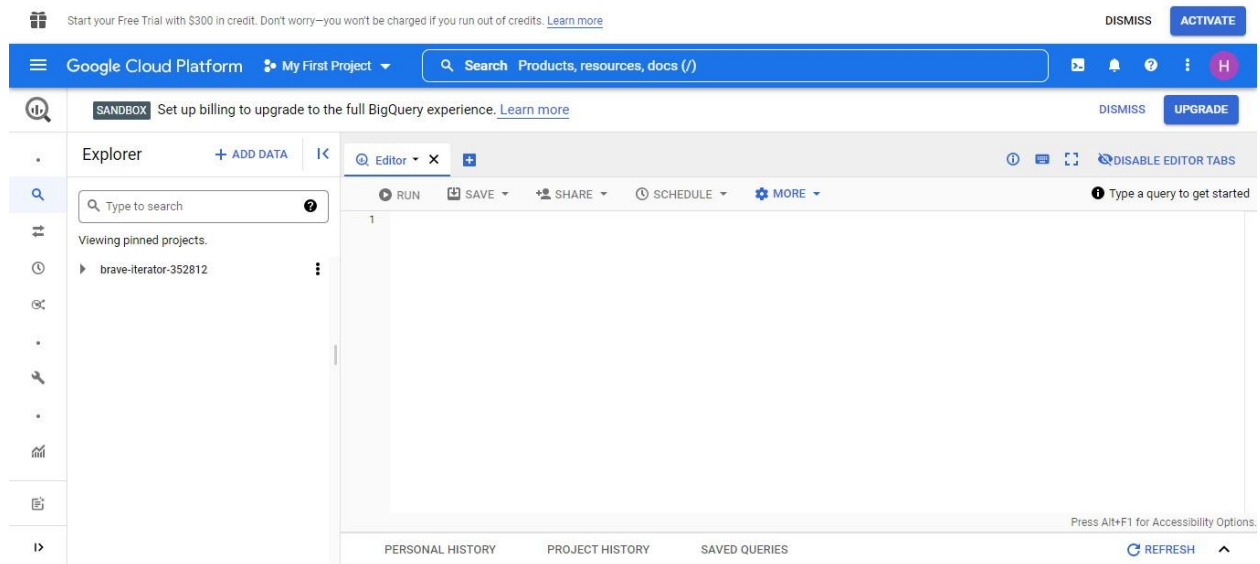 Start your Free Trial with $300 in credit. Don't worry—you won't be charged if you run out of credits. Learn more
DISMISS
ACTIVATE
Google Cloud Platform
My First Project
Search Products, resources, docs (/)
H
SANDBOX Set up billing to upgrade to the full BigQuery experience. Learn more
DISMISS
UPGRADE
Explorer
+ ADD DATA
Editor
DISABLE EDITOR TABS
Type to search
RUN
SAVE
SHARE
SCHEDULE
MORE
Type a query to get started
1
Viewing pinned projects.
brave-iterator-352812
Press Alt+F1 for Accessibility Options.
PERSONAL HISTORY
PROJECT HISTORY
SAVED QUERIES
REFRESH